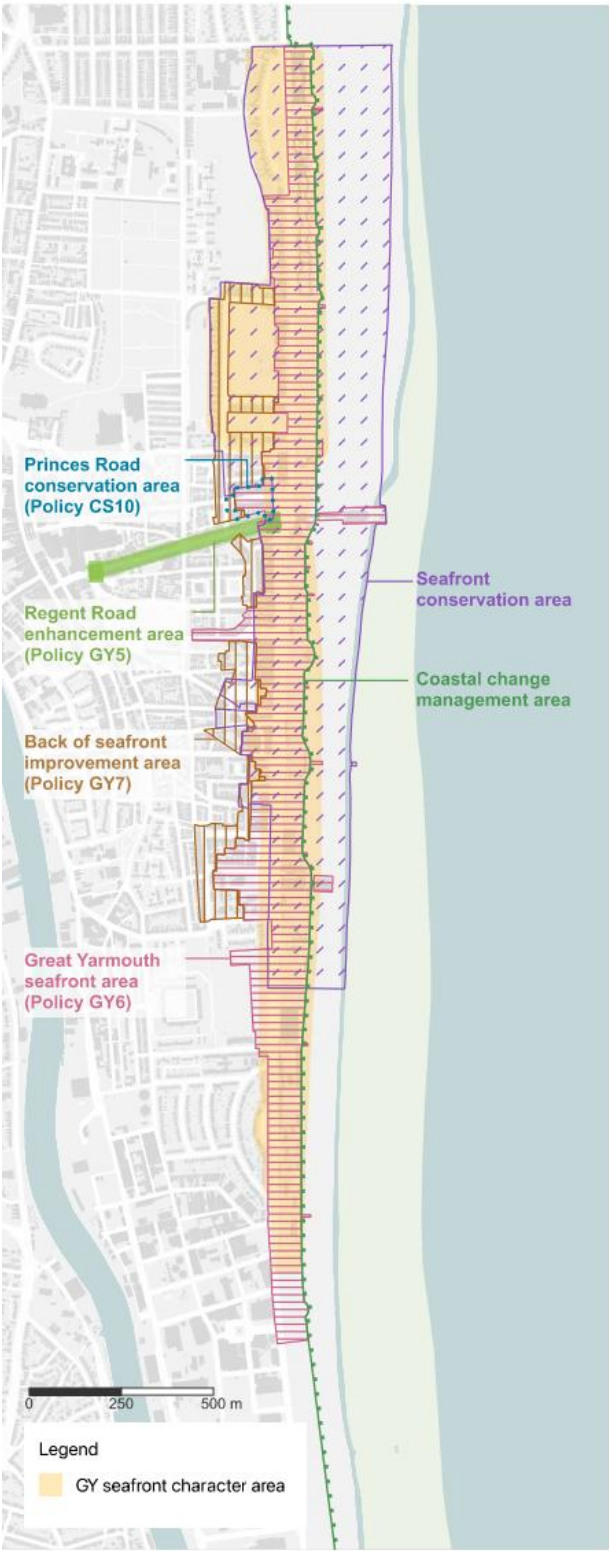 Princes Road
conservation area
(Policy CS10)
Seafront
conservation area
Regent Road
enhancement area
(Policy GY5)
Coastal change
management area
Back of seafront
improvement area
(Policy GY7)
Great Yarmouth
seafront area
(Policy GY6)
0 250 500 m
Legend
GY seafront character area